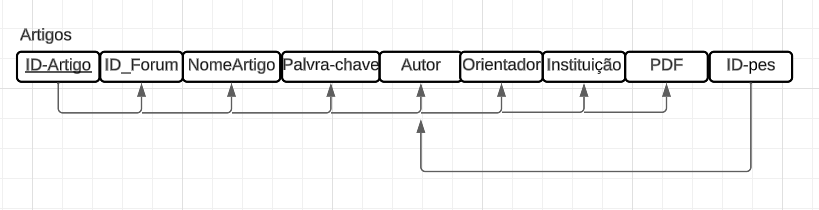 Artigos
ID-Artigo ID_Forum NomeArtigo Palvra-chave Autor Orientador Instituição PDF ID-pes